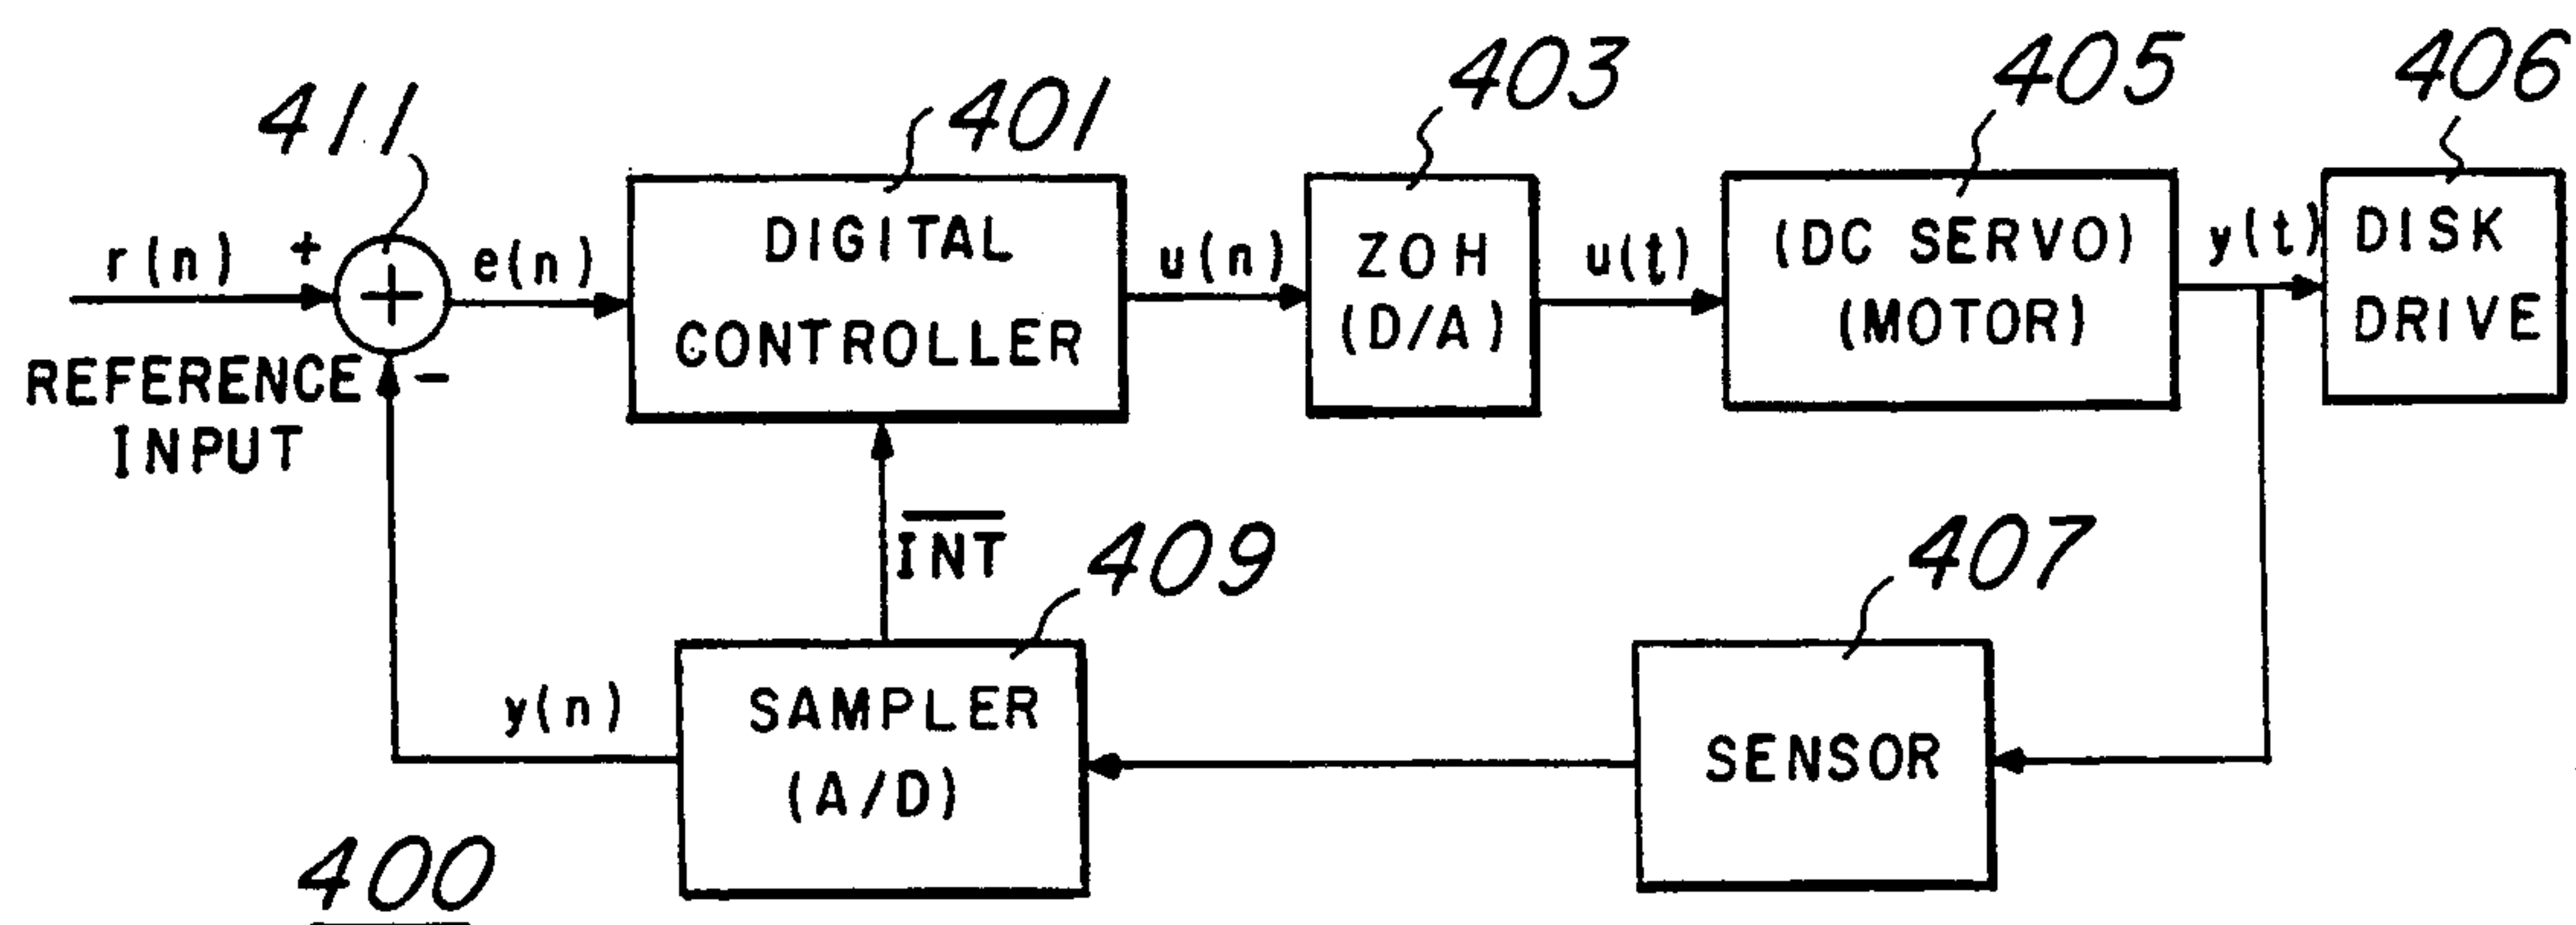 411
401
403
405
406
r(n)
+
+
e(n)
DIGITAL
CONTROLLER
u(n)
ZOH
(D/A)
u(t)
(DC SERVO)
(MOTOR)
y(t)
DISK
DRIVE
REFERENCE
INPUT
-
INT
409
407
y(n)
SAMPLER
(A/D)
SENSOR
400